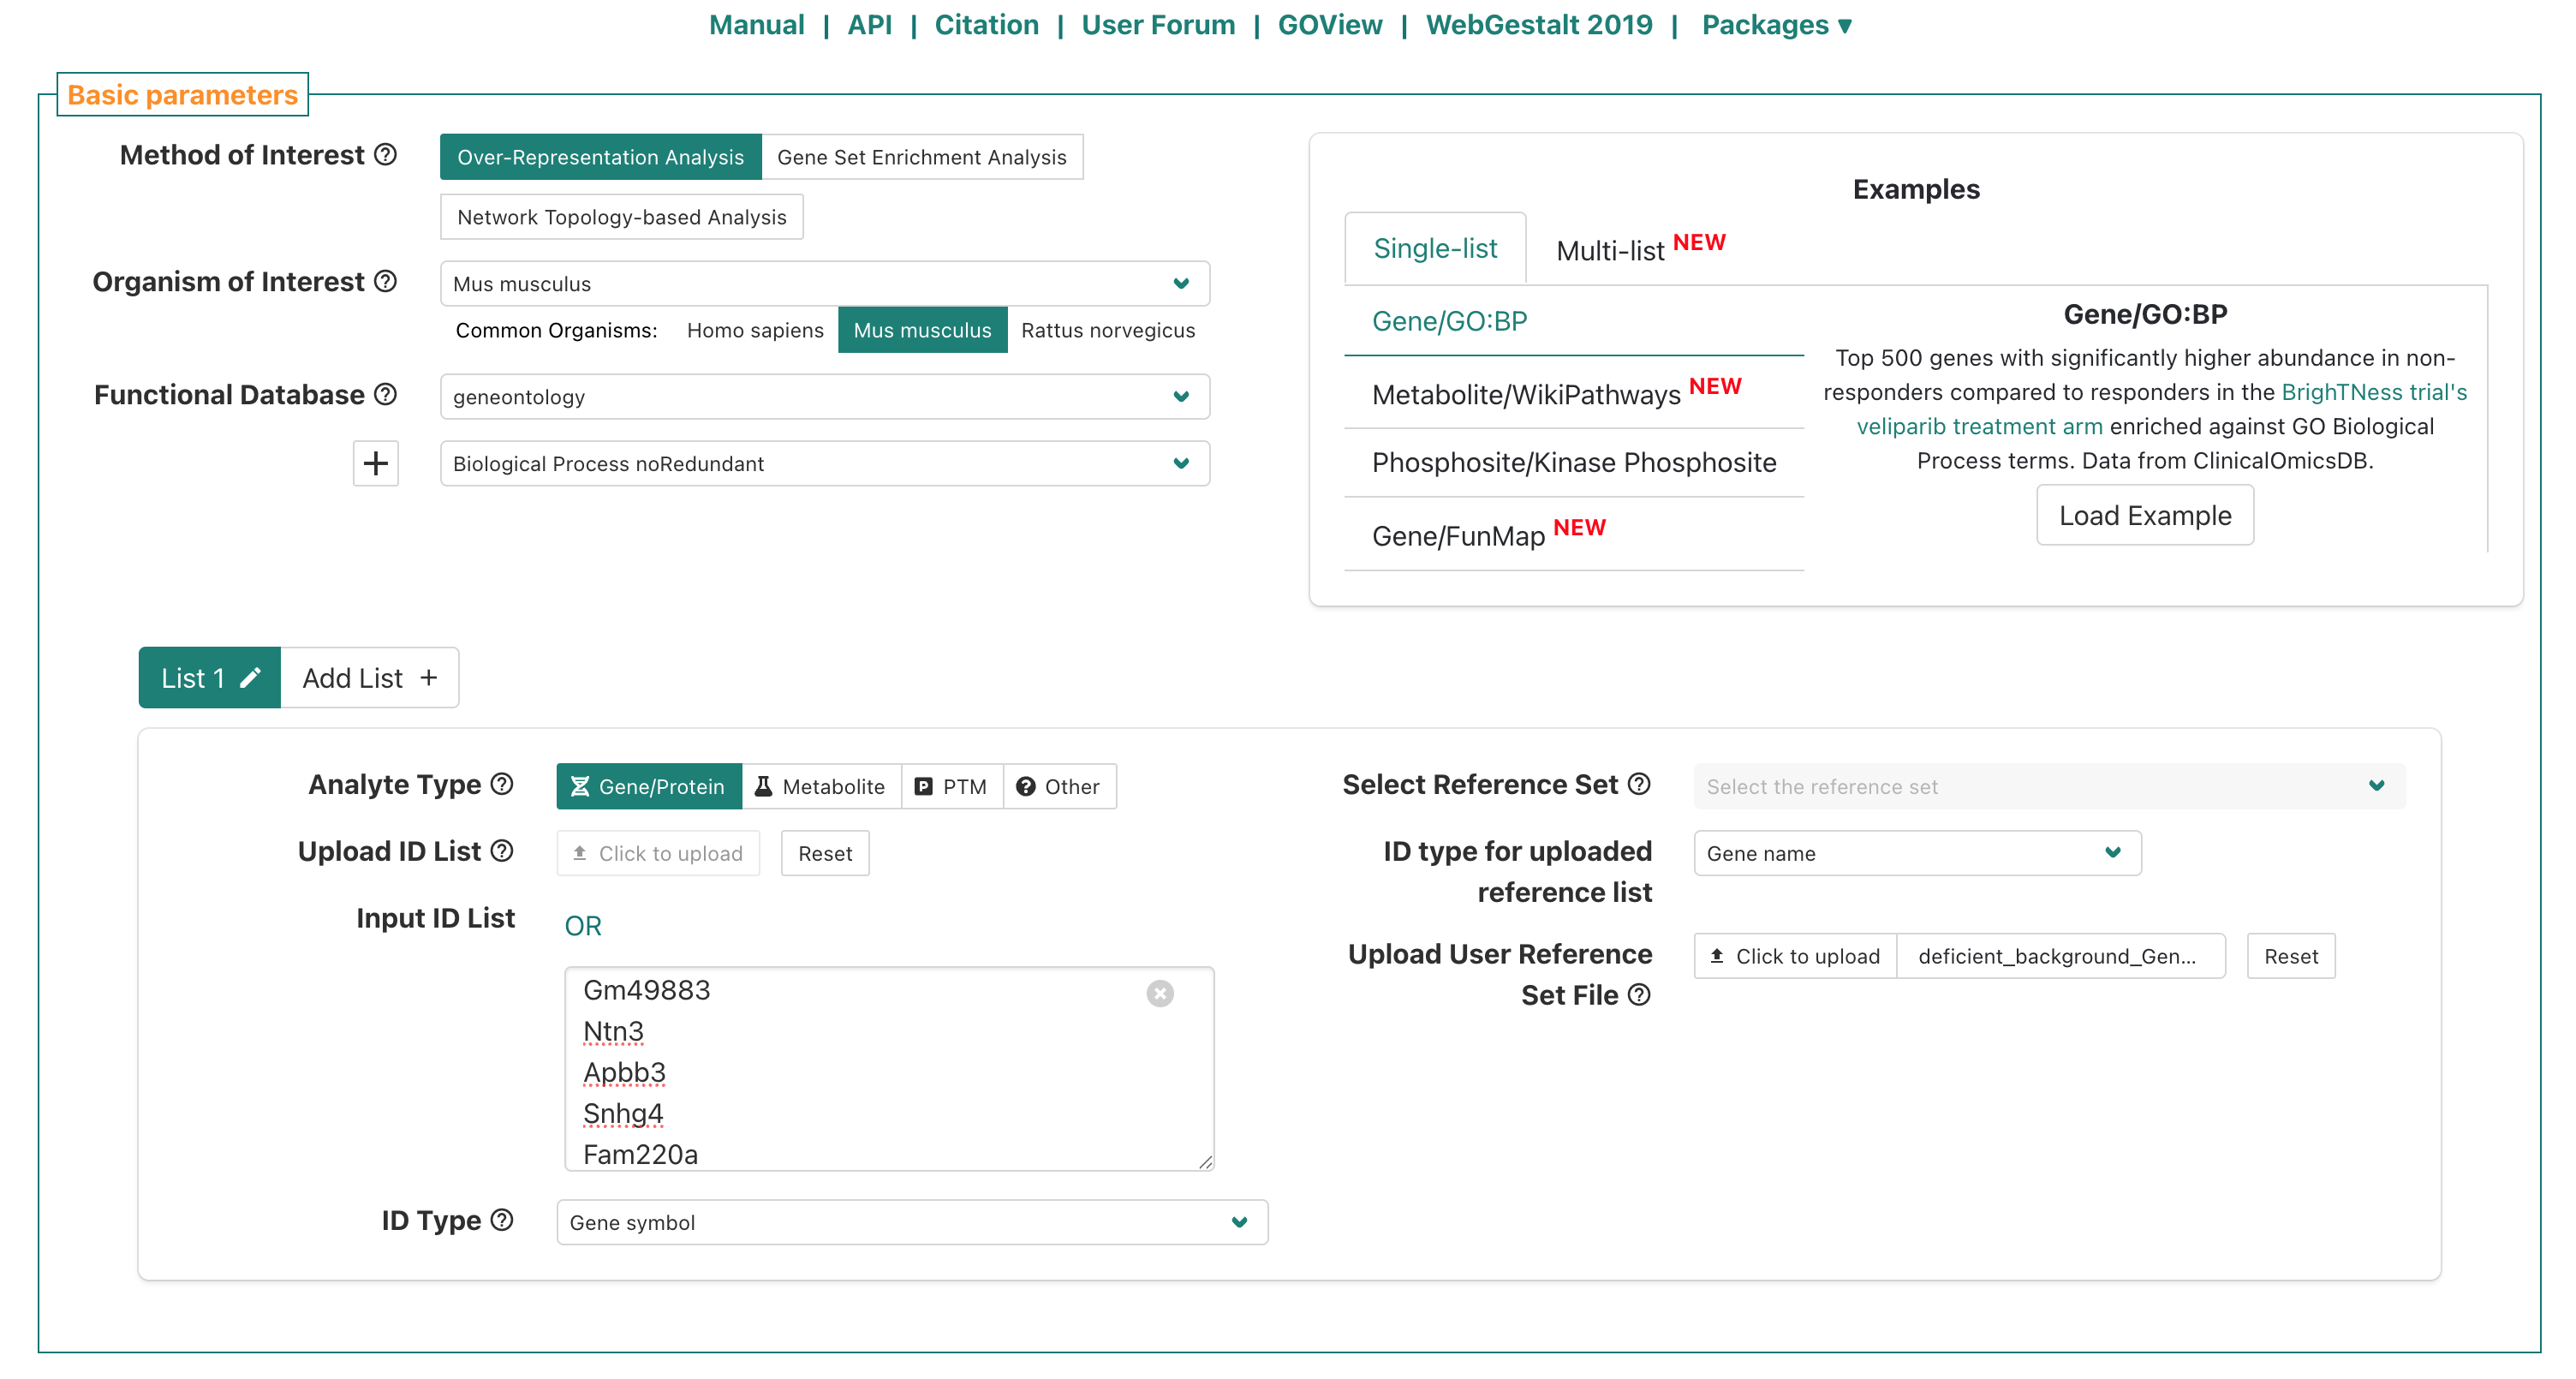 Manual | API | Citation | User Forum | GOView | WebGestalt 2019 | Packages ▼
Basic parameters
Method of Interest
Over-Representation Analysis
Gene Set Enrichment Analysis
Network Topology-based Analysis
Organism of Interest
Mus musculus
Common Organisms: Homo sapiens Mus musculus Rattus norvegicus
Functional Database
geneontology
+
Biological Process noRedundant
Examples
Single-list
Multi-list NEW
Gene/GO:BP
Metabolite/WikiPathways NEW
Phosphosite/Kinase Phosphosite
Gene/FunMap NEW
Gene/GO:BP
Top 500 genes with significantly higher abundance in non-
responders compared to responders in the BrighTNess trial's
veliparib treatment arm enriched against GO Biological
Process terms. Data from ClinicalOmicsDB.
Load Example
List 1
Add List +
Analyte Type
Gene/Protein
Metabolite
PTM
Other
Upload ID List
Click to upload
Reset
Input ID List
OR
Gm49883
Ntn3
Apbb3
Snhg4
Fam220a
ID Type
Gene symbol
Select Reference Set
Select the reference set
ID type for uploaded
reference list
Gene name
Upload User Reference
Set File
Click to upload
deficient_background_Gen...
Reset